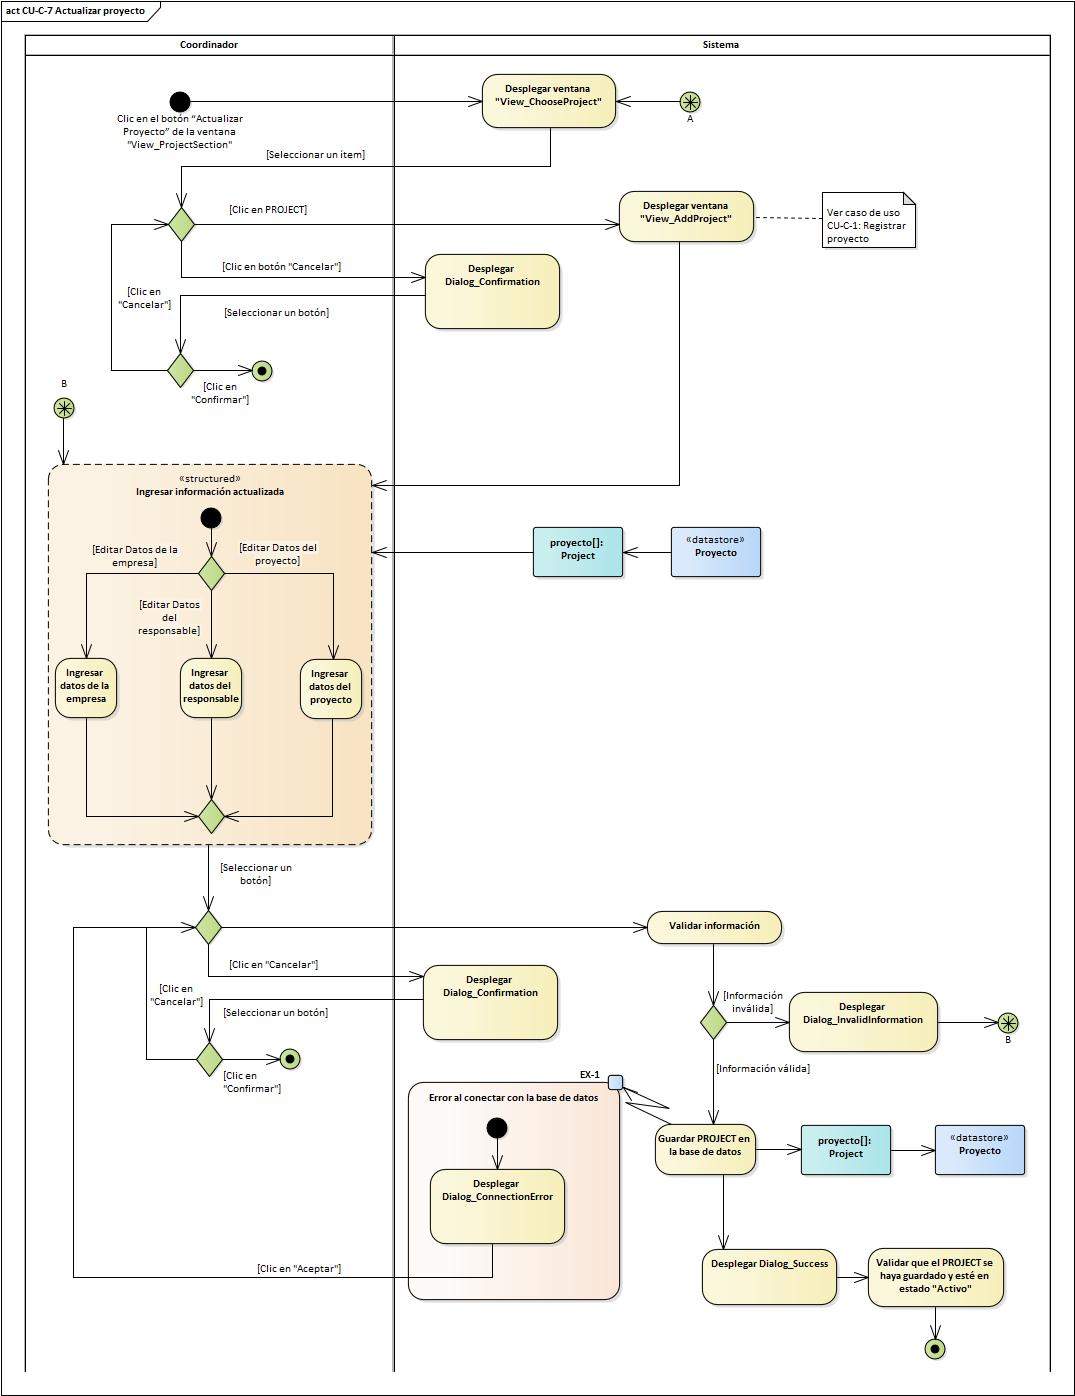 act CU-C-7 Actualizar proyecto
Coordinador
Sistema
Desplegar ventana
"View_ChooseProject"
A
Clic en el botón “Actualizar
Proyecto” de la ventana
"View_ProjectSection"
[Seleccionar un ítem]
[Clic en PROJECT]
Desplegar ventana
"View_AddProject"
Ver caso de uso
CU-C-1: Registrar
proyecto
[Clic en botón "Cancelar"]
Desplegar
Dialog_Confirmation
[Clic en
"Cancelar"]
[Seleccionar un botón]
[Clic en
"Confirmar"]
B
«structured»
Ingresar información actualizada
[Editar Datos de la
empresa]
[Editar Datos del
proyecto]
[Editar Datos
del
responsable]
proyecto[]:
Project
«datastore»
Proyecto
Ingresar
datos de la
empresa
Ingresar
datos del
responsable
Ingresar
datos del
proyecto
[Seleccionar un
botón]
Validar información
[Clic en "Cancelar"]
Desplegar
Dialog_Confirmation
[Clic en
"Cancelar"]
[Seleccionar un botón]
[Información
inválida]
Desplegar
Dialog_InvalidInformation
B
[Clic en
"Confirmar"]
[Información válida]
EX-1
Error al conectar con la base de datos
Guardar PROJECT en
la base de datos
proyecto[]:
Project
«datastore»
Proyecto
Desplegar
Dialog_ConnectionError
[Clic en "Aceptar"]
Desplegar Dialog_Success
Validar que el PROJECT se
haya guardado y esté en
estado "Activo"